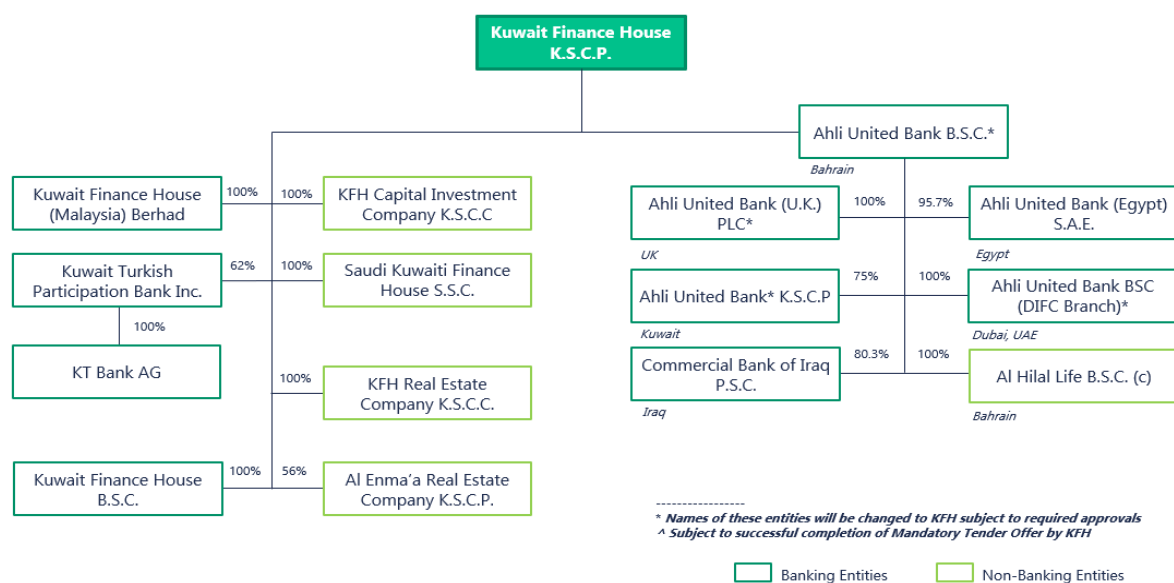 Kuwait Finance House
K.S.C.P.
Ahli United Bank B.S.C.*
Bahrain
Kuwait Finance House
(Malaysia) Berhad
100%
100%
KFH Capital Investment
Company K.S.C.C
Kuwait Turkish
Participation Bank Inc.
62%
100%
Saudi Kuwaiti Finance
House S.S.C.
100%
KT Bank AG
100%
KFH Real Estate
Company K.S.C.C.
Kuwait Finance House
B.S.C.
100%
56%
Al Enma’a Real Estate
Company K.S.C.P.
Ahli United Bank (U.K.)
PLC*
UK
100%
95.7%
Ahli United Bank (Egypt)
S.A.E.
Egypt
Ahli United Bank* K.S.C.P
Kuwait
75%
100%
Ahli United Bank BSC
(DIFC Branch)*
Dubai, UAE
Commercial Bank of Iraq
P.S.C.
Iraq
80.3%
100%
Al Hilal Life B.S.C. (c)
Bahrain
-----------------
* Names of these entities will be changed to KFH subject to required approvals
^ Subject to successful completion of Mandatory Tender Offer by KFH
Banking Entities
Non-Banking Entities